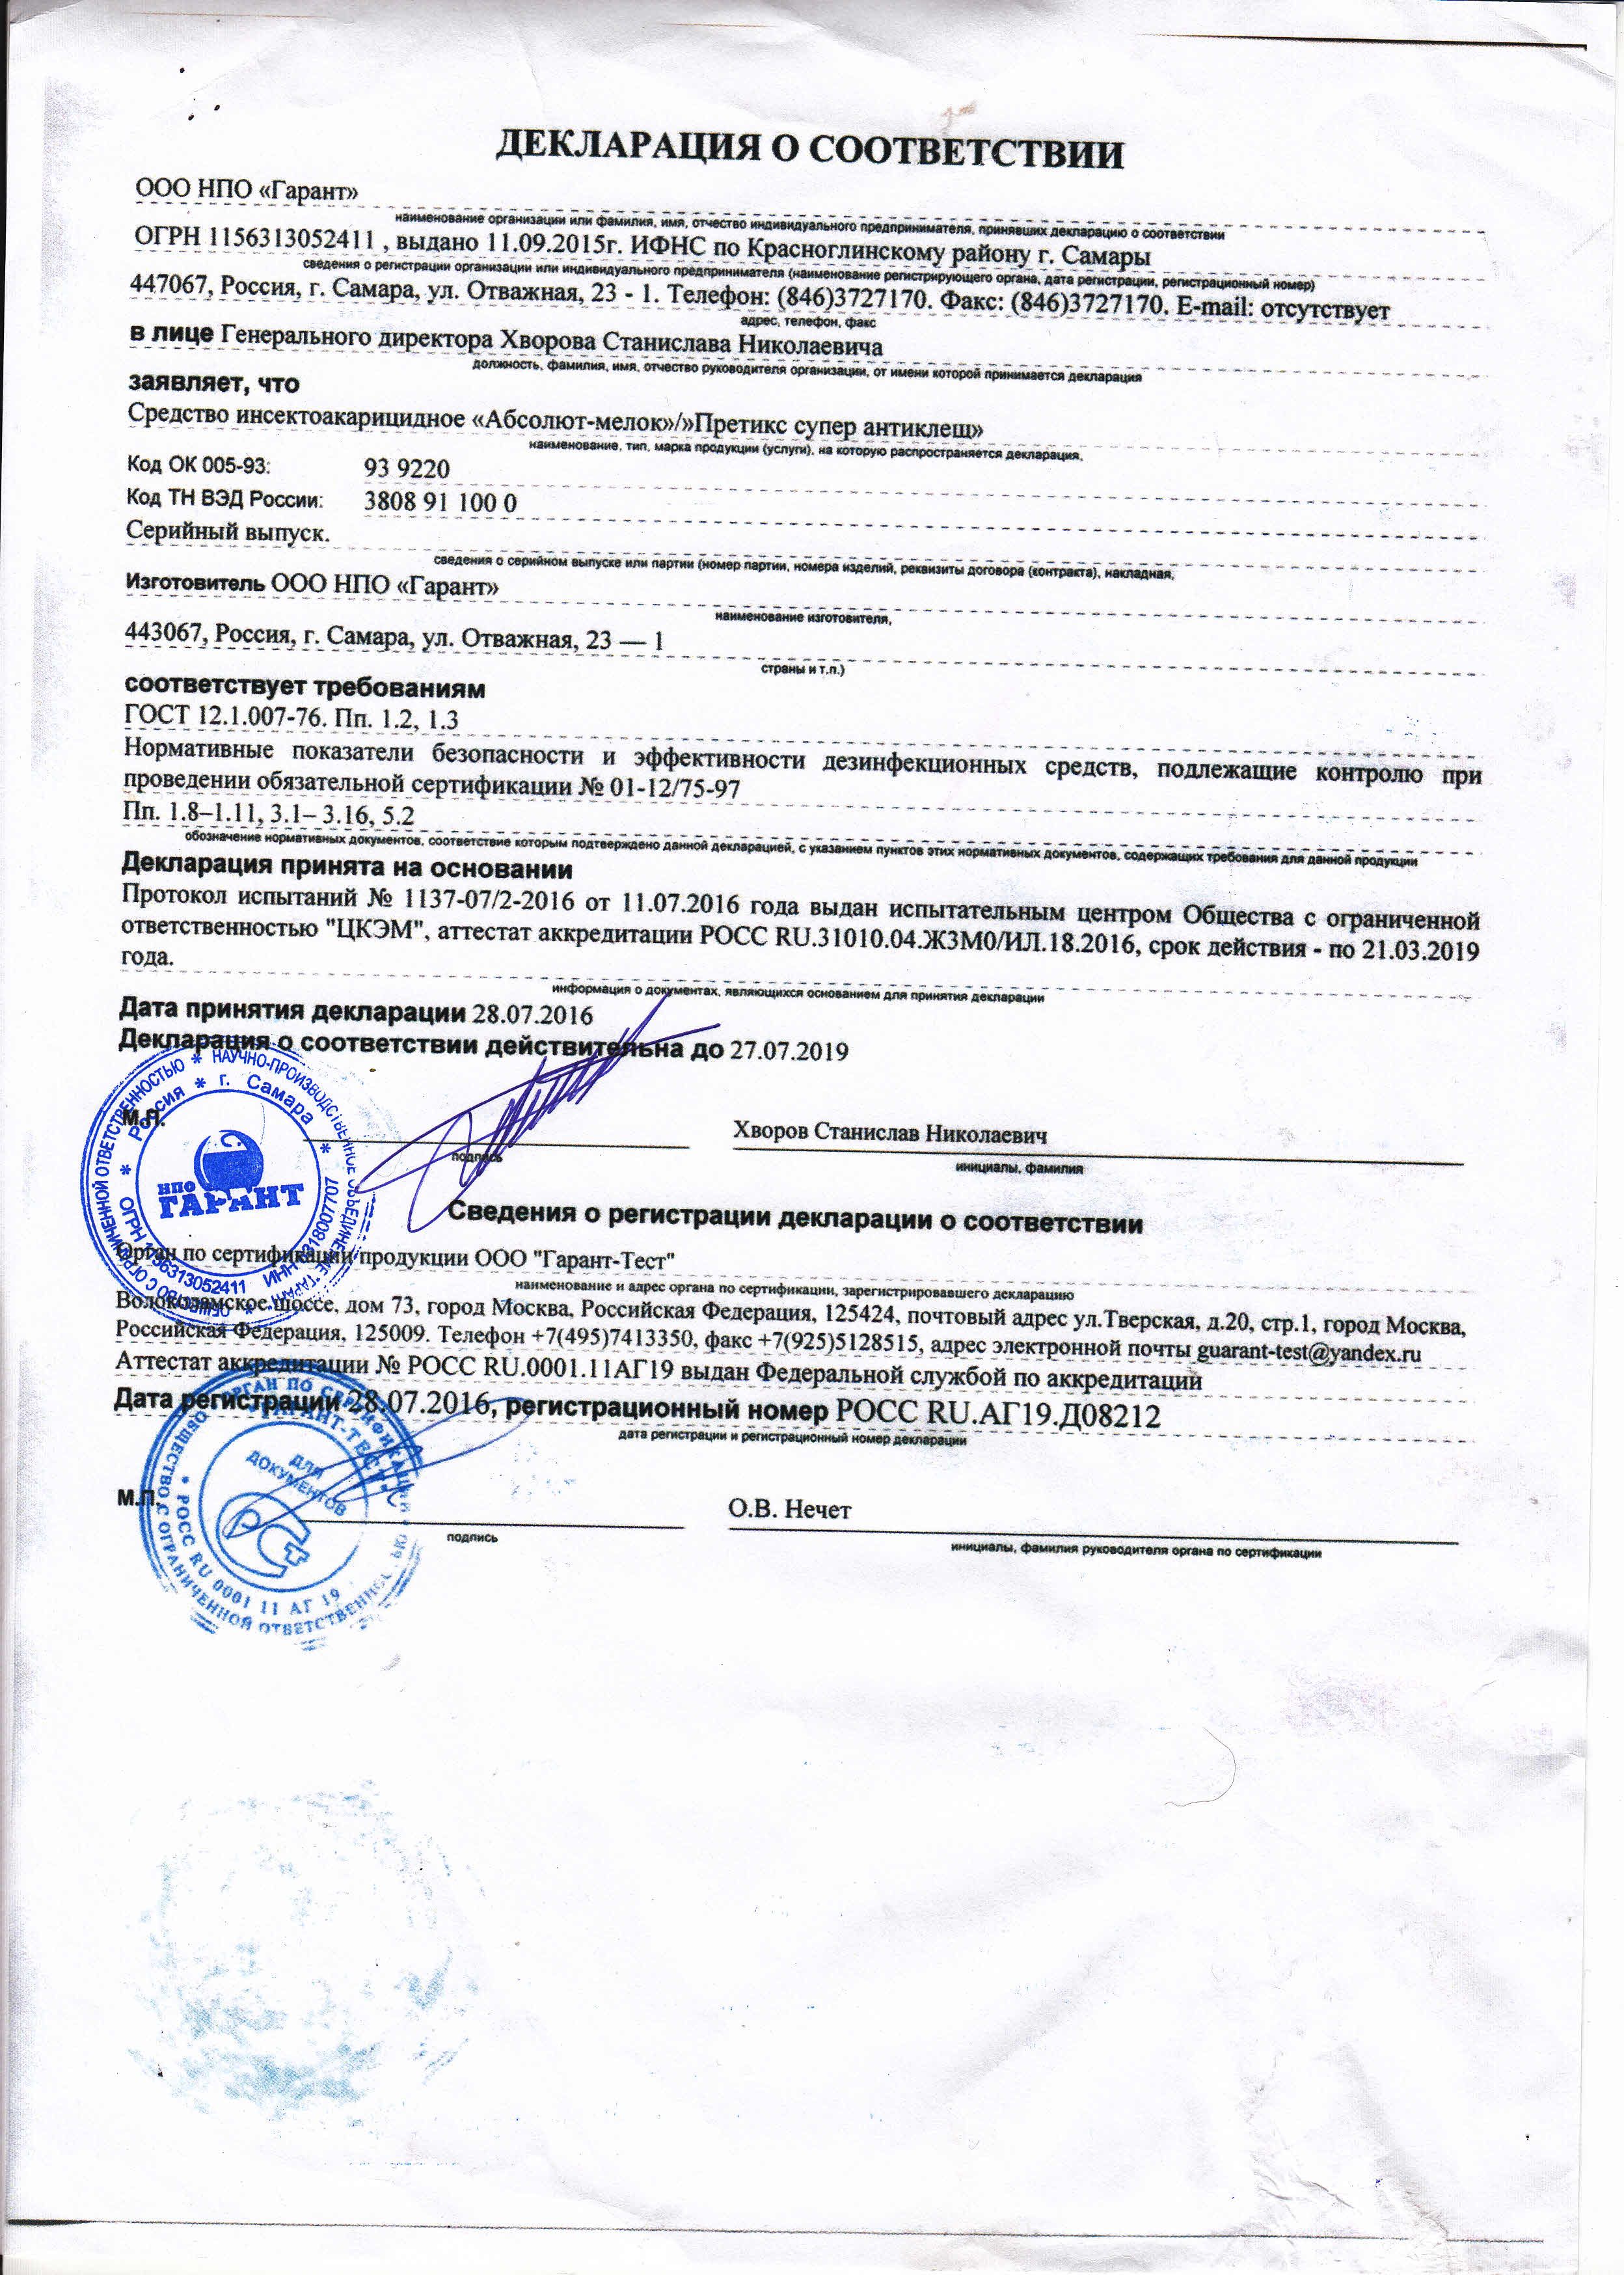 ДЕКЛАРАЦИЯ О СООТВЕТСТВИИ
ООО НПО «Гарант»
наименование организации или фамилия, имя, отчество индивидуального предпринимателя, принявших декларацию о соответствии
ОГРН 1156313052411 , выдано 11.09.2015г. ИФНС по Красноглинскому району г. Самары
сведения о регистрации организации или индивидуального предпринимателя (наименование регистрирующего органа, дата регистрации, регистрационный номер)
447067, Россия, г. Самара, ул. Отважная, 23 - 1. Телефон: (846)3727170. Факс: (846)3727170. E-mail: отсутствует
адрес, телефон, факс
в лице Генерального директора Хворова Станислава Николаевича
должность, фамилия, имя, отчество руководителя организации, от имени которой принимается декларация
заявляет, что
Средство инсектоакарицидное «Абсолют-мелок»/»Претикс супер антиклещ»
наименование, тип, марка продукции (услуги), на которую распространяется декларация,
Код ОК 005-93: 93 9220
Код ТН ВЭД России: 3808 91 100 0
Серийный выпуск.
сведения о серийном выпуске или партии (номер партии, номера изделий, реквизиты договора (контракта), накладная,
Изготовитель ООО НПО «Гарант»
наименование изготовителя,
443067, Россия, г. Самара, ул. Отважная, 23 — 1
страны и т.п.)
соответствует требованиям
ГОСТ 12.1.007-76. Пп. 1.2, 1.3
Нормативные показатели безопасности и эффективности дезинфекционных средств, подлежащие контролю при
проведении обязательной сертификации № 01-12/75-97
Пп. 1.8–1.11, 3.1– 3.16, 5.2
обозначение нормативных документов, соответствие которым подтверждено данной декларацией, с указанием пунктов этих нормативных документов, содержащих требования для данной продукции
Декларация принята на основании
Протокол испытаний № 1137-07/2-2016 от 11.07.2016 года выдан испытательным центром Общества с ограниченной
ответственностью "ЦКЭМ", аттестат аккредитации РОСС RU.31010.04.ЖЗМ0/ИЛ.18.2016, срок действия - по 21.03.2019
года.
информация о документах, являющихся основанием для принятия декларации
Дата принятия декларации 28.07.2016
Декларация о соответствии действительна до 27.07.2019
М.П.
Хворов Станислав Николаевич
подпись
инициалы, фамилия
НАУЧНО-ПРОИЗВОДСТВЕННОЕ ОБЪЕДИНЕНИЕ "ГАРАНТ" * ОБЩЕСТВО С ОГРАНИЧЕННОЙ ОТВЕТСТВЕННОСТЬЮ *
* Россия * г. Самара *
НПО
ГАРАНТ
ОГРН 1156313052411
Сведения о регистрации декларации о соответствии
Орган по сертификации продукции ООО "Гарант-Тест"
наименование и адрес органа по сертификации, зарегистрировавшего декларацию
Волоколамское шоссе, дом 73, город Москва, Российская Федерация, 125424, почтовый адрес ул.Тверская, д.20, стр.1, город Москва,
Российская Федерация, 125009. Телефон +7(495)7413350, факс +7(925)5128515, адрес электронной почты guarant-test@yandex.ru
Аттестат аккредитации № РОСС RU.0001.11АГ19 выдан Федеральной службой по аккредитации
Дата регистрации 28.07.2016, регистрационный номер РОСС RU.АГ19.Д08212
дата регистрации и регистрационный номер декларации
М.П.
О.В. Нечет
подпись
инициалы, фамилия руководителя органа по сертификации
ОРГАН ПО СЕРТИФИКАЦИИ
ГАРАНТ-ТЕСТ
ДЛЯ
ДОКУМЕНТОВ
РОСС RU 0001 11 АГ 19
ОБЩЕСТВО С ОГРАНИЧЕННОЙ ОТВЕТСТВЕННОС